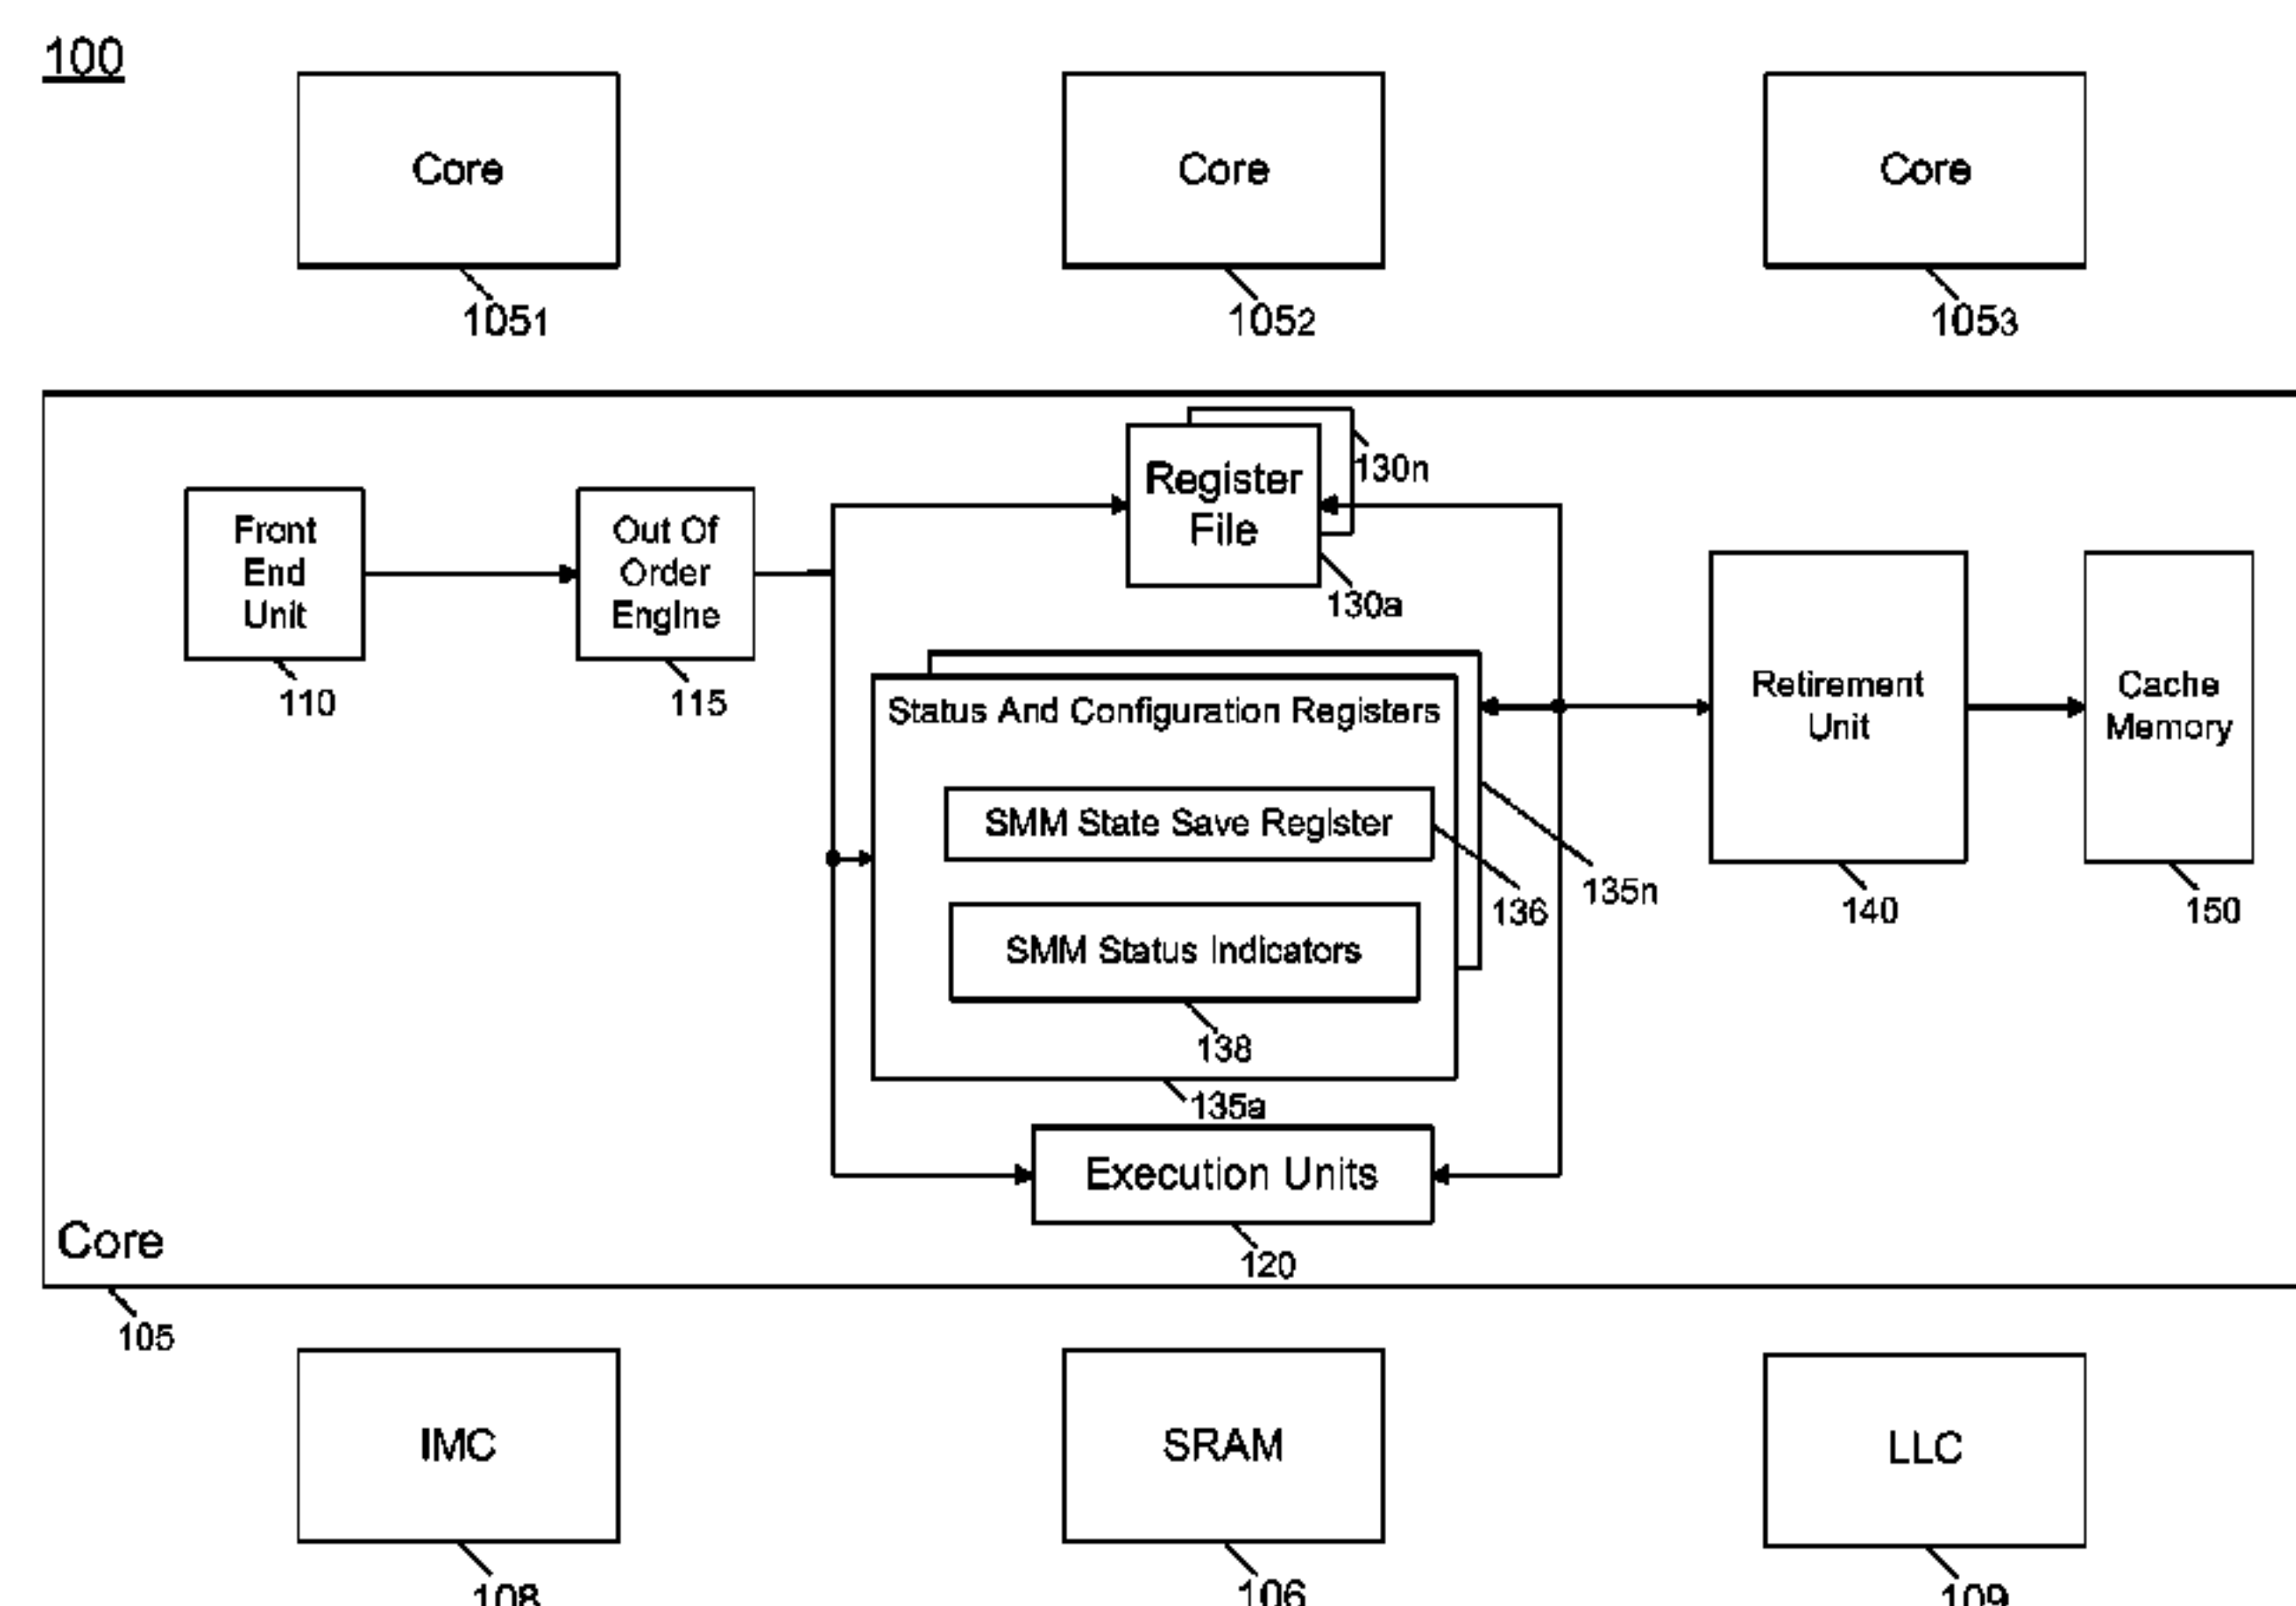 100
Core
Core
Core
1051
1052
1053
Register
File
130n
130a
Front
End
Unit
110
Out Of
Order
Engine
115
Status And Configuration Registers
SMM State Save Register
136
135n
SMM Status Indicators
138
135a
Retirement
Unit
140
Cache
Memory
150
Execution Units
120
Core
105
IMC
SRAM
LLC
108
106
109